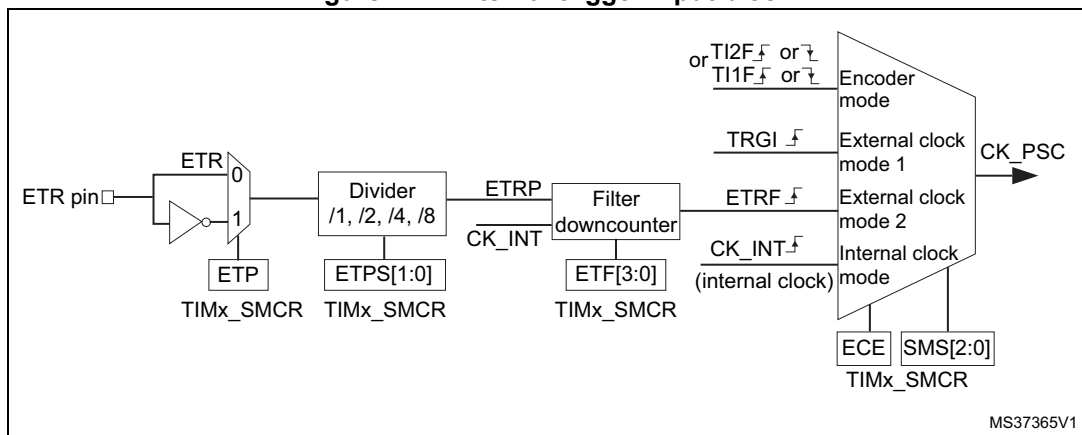 or TI2F or
TI1F or
Encoder
mode
TRGI
External clock
mode 1
CK_PSC
ETR
0
ETR pin
1
Divider
/1, /2, /4, /8
ETRP
CK_INT
Filter
downcounter
ETRF
External clock
mode 2
CK_INT
(internal clock)
Internal clock
mode
ETP
TIMx_SMCR
ETPS[1:0]
TIMx_SMCR
ETF[3:0]
TIMx_SMCR
ECE
SMS[2:0]
TIMx_SMCR
MS37365V1